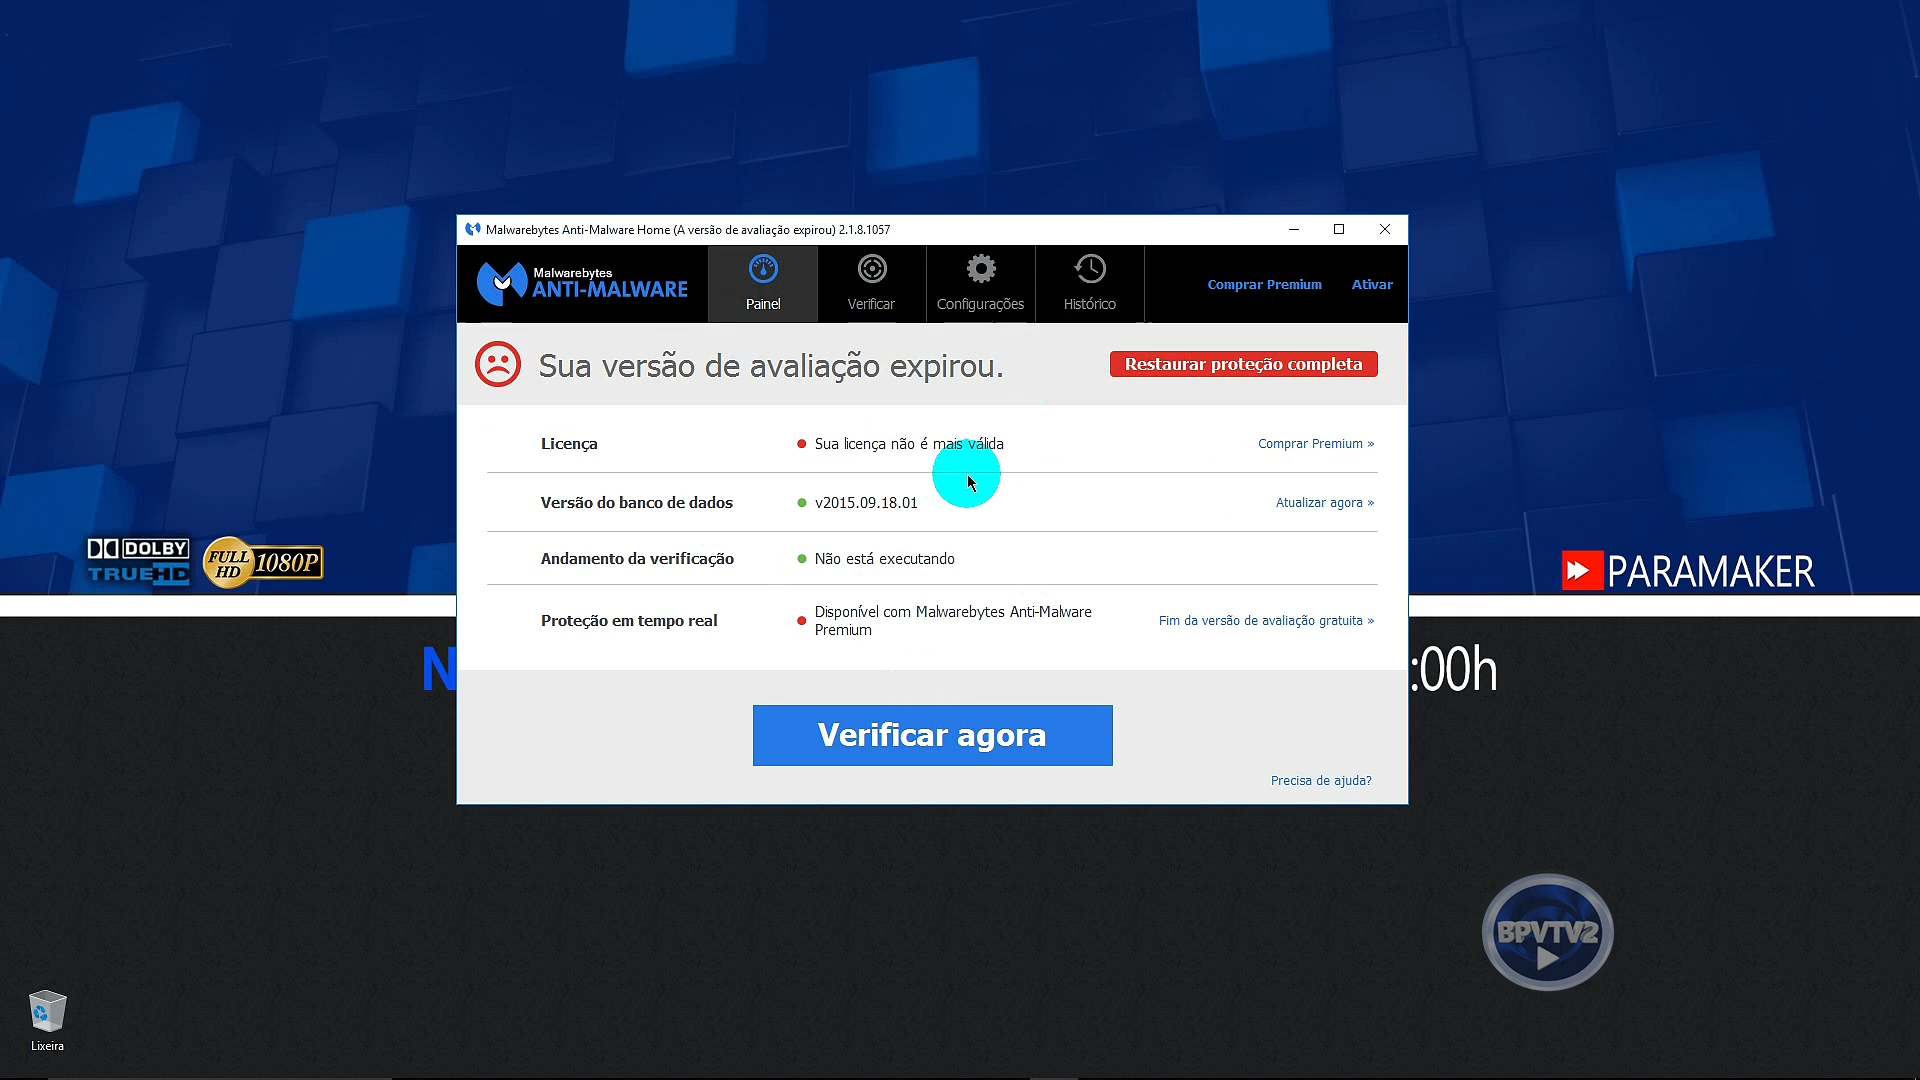 Malwarebytes Anti-Malware Home (A versão de avaliação expirou) 2.1.8.1057
Malwarebytes
ANTI-MALWARE
Painel
Verificar
Configurações
Histórico
Comprar Premium
Ativar
Sua versão de avaliação expirou.
Restaurar proteção completa
Licença
Sua licença não é mais válida
Comprar Premium »
Versão do banco de dados
v2015.09.18.01
Atualizar agora »
Andamento da verificação
Não está executando
Proteção em tempo real
Disponível com Malwarebytes Anti-Malware
Premium
Fim da versão de avaliação gratuita »
Verificar agora
Precisa de ajuda?
DOLBY
TRUEHD
FULL
HD
1080P
PARAMAKER
N
:00h
BPVTV2
Lixeira